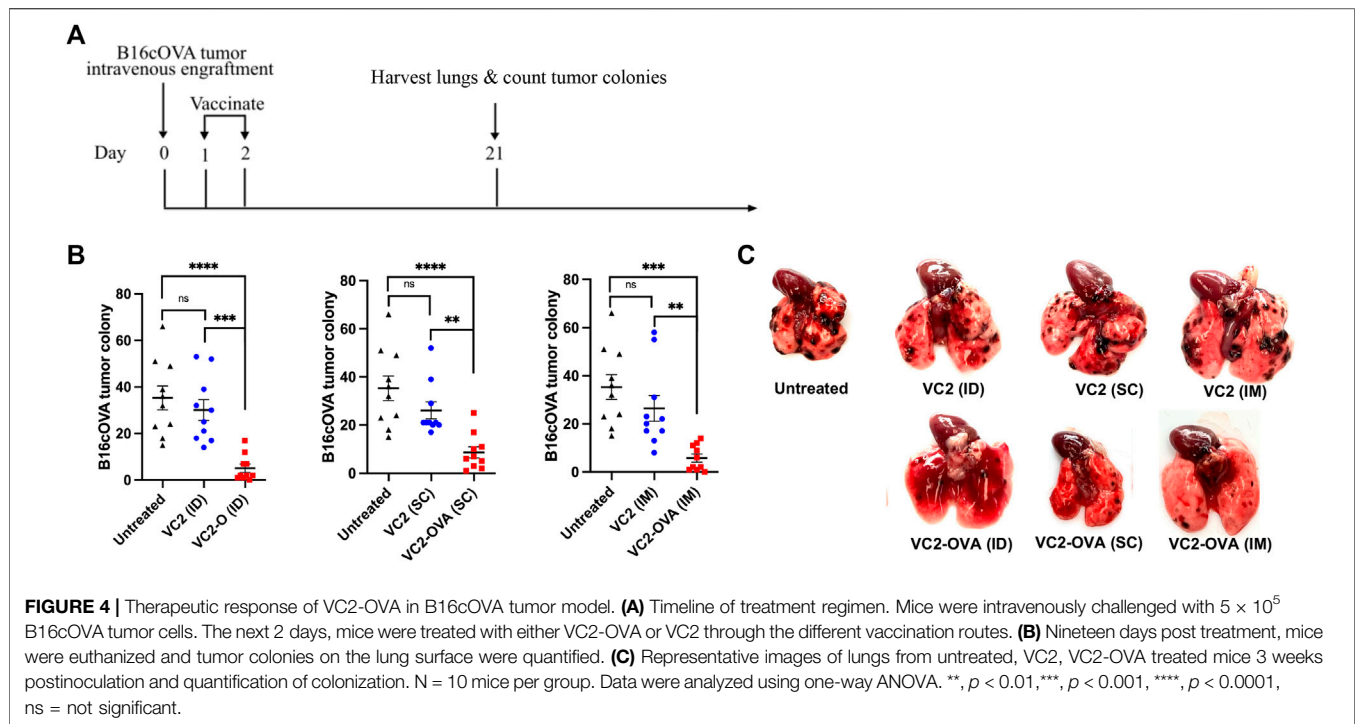 A
B16cOVA tumor
intravenous engraftment
Harvest lungs & count tumor colonies
Vaccinate
Day 0 1 2 21
B
**** 
ns
***
B16cOVA tumor colony
80
60
40
20
0
Untreated
VC2 (ID)
VC2-O (ID)
****
ns
**
B16cOVA tumor colony
80
60
40
20
0
Untreated
VC2 (SC)
VC2-OVA (SC)
***
ns
**
B16cOVA tumor colony
80
60
40
20
0
Untreated
VC2 (IM)
VC2-OVA (IM)
C
Untreated
VC2 (ID)
VC2 (SC)
VC2 (IM)
VC2-OVA (ID)
VC2-OVA (SC)
VC2-OVA (IM)
FIGURE 4 | Therapeutic response of VC2-OVA in B16cOVA tumor model. (A) Timeline of treatment regimen. Mice were intravenously challenged with 5 × 10⁵
B16cOVA tumor cells. The next 2 days, mice were treated with either VC2-OVA or VC2 through the different vaccination routes. (B) Nineteen days post treatment, mice
were euthanized and tumor colonies on the lung surface were quantified. (C) Representative images of lungs from untreated, VC2, VC2-OVA treated mice 3 weeks
postinoculation and quantification of colonization. N = 10 mice per group. Data were analyzed using one-way ANOVA. **, p < 0.01,***, p < 0.001, ****, p < 0.0001,
ns = not significant.